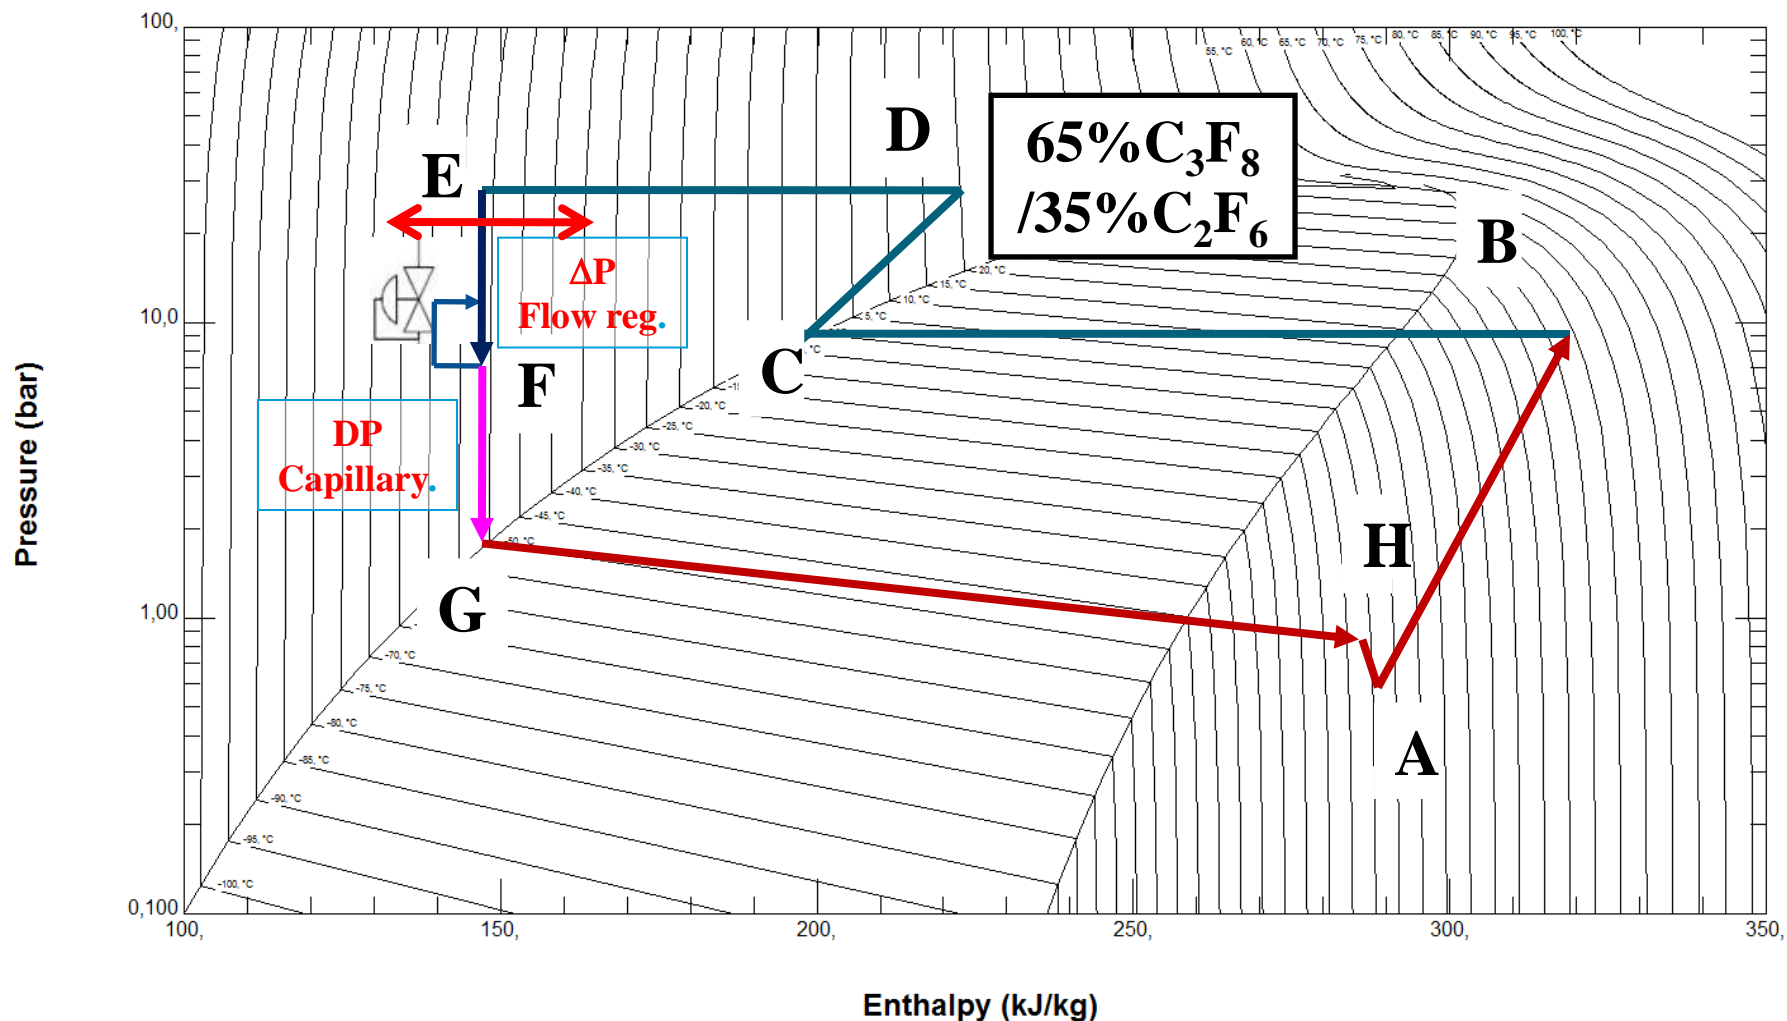 100,
10,0
1,00
0,100
Pressure (bar)
100,
150,
200,
250,
300,
350,
Enthalpy (kJ/kg)
55, °C
60, °C
65, °C
70, °C
75, °C
80, °C
85, °C
90, °C
95, °C
100, °C
D
65%C₃F₈
/35%C₂F₆
E
B
ΔP
Flow reg.
20, °C
15, °C
10, °C
5, °C
, °C
C
F
DP
Capillary.
-20, °C
-25, °C
-30, °C
-35, °C
-40, °C
-45, °C
-50, °C
H
G
-70, °C
-75, °C
-80, °C
-85, °C
-90, °C
-95, °C
-100, °C
A